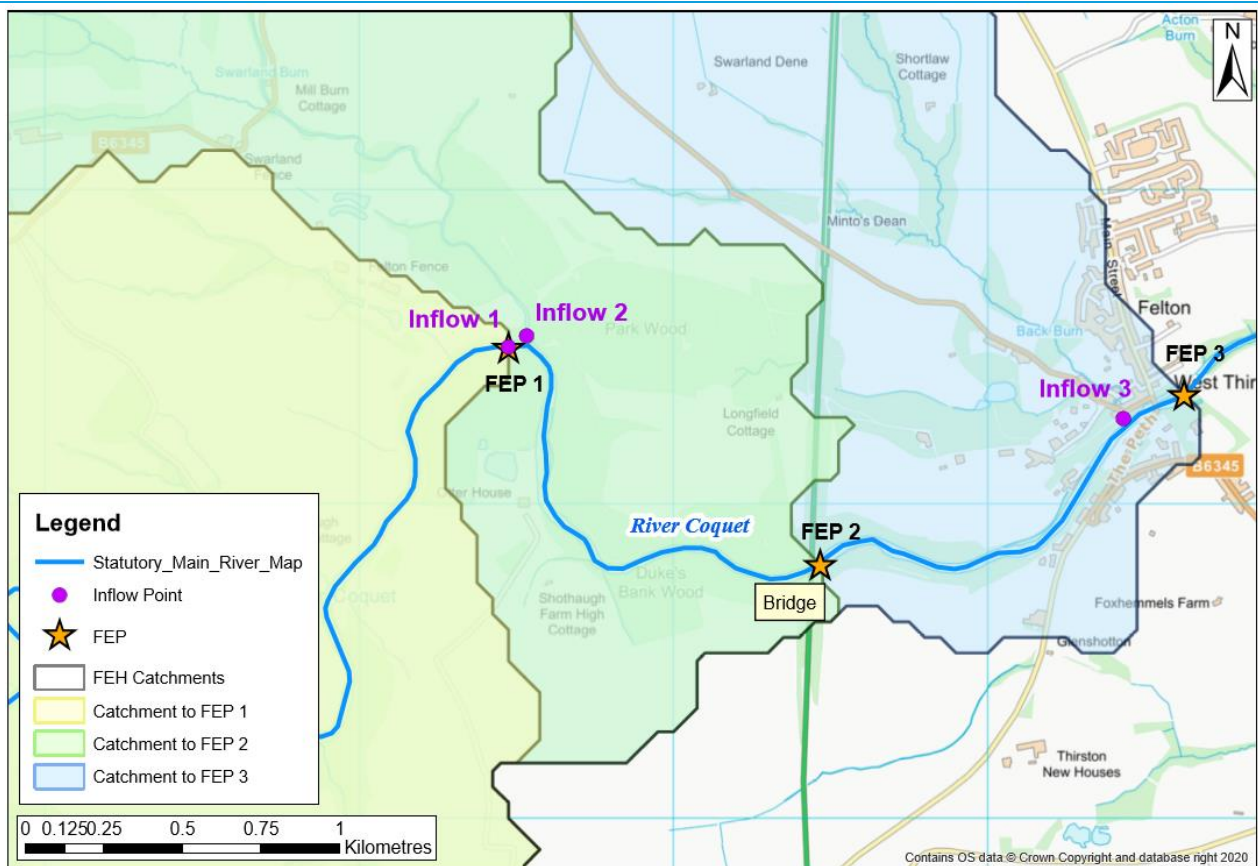 Acton
Burn
N
Swarland Burn
Mill Burn
Cottage
Swarland Dene
Shortlaw
Cottage
B6345
Swarland
Fence
Minto's Dean
Main Street
Felton Fence
Felton
Inflow 1
Inflow 2
Park Wood
Back Burn
FEP 1
FEP 3
West Thir
Inflow 3
Longfield
Cottage
The Peth
B6345
Otter House
River Coquet
FEP 2
Duke's
Bank Wood
Bridge
Shothaugh
Farm High
Cottage
Foxhemmels Farm
Glenshotton
Cottage
Coquet
Thirston
New Houses
Legend
Statutory_Main_River_Map
Inflow Point
FEP
FEH Catchments
Catchment to FEP 1
Catchment to FEP 2
Catchment to FEP 3
0 0.125 0.25 0.5 0.75 1
Kilometres
Contains OS data © Crown Copyright and database right 2020